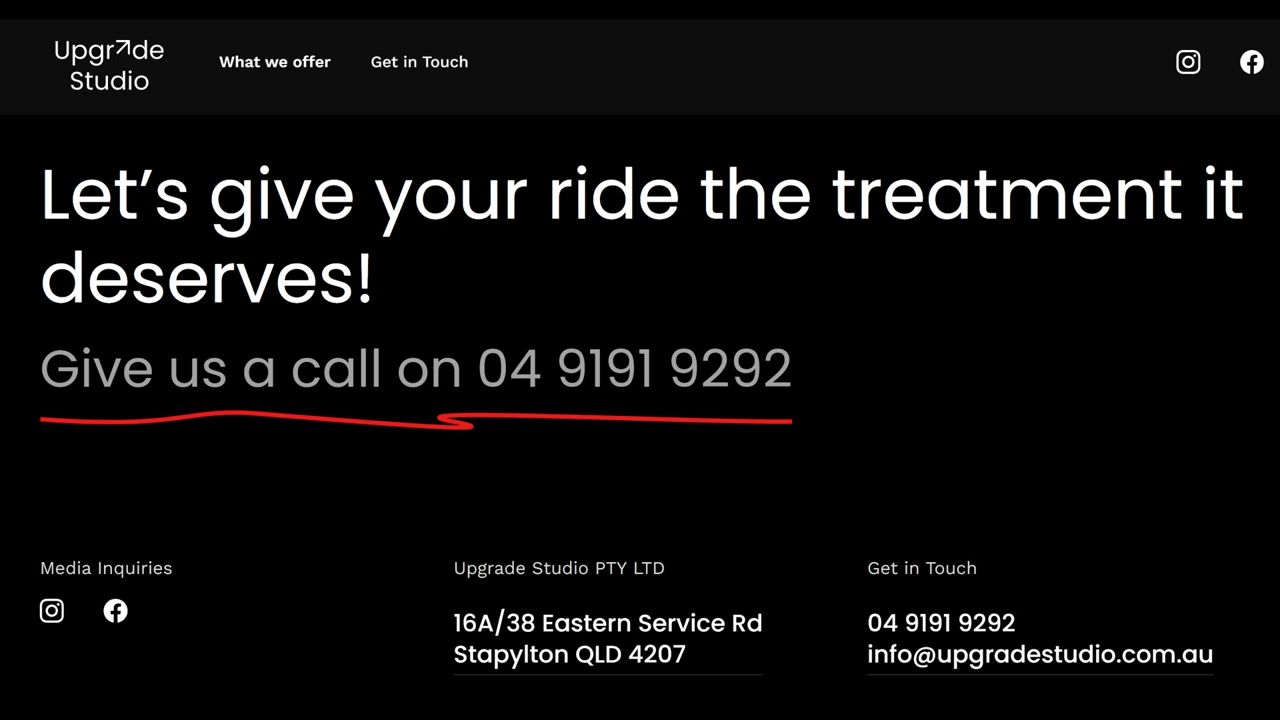 Upgr↗de
Studio
What we offer
Get in Touch
Let’s give your ride the treatment it
deserves!
Give us a call on 04 9191 9292
Media Inquiries
Upgrade Studio PTY LTD
16A/38 Eastern Service Rd
Stapylton QLD 4207
Get in Touch
04 9191 9292
info@upgradestudio.com.au